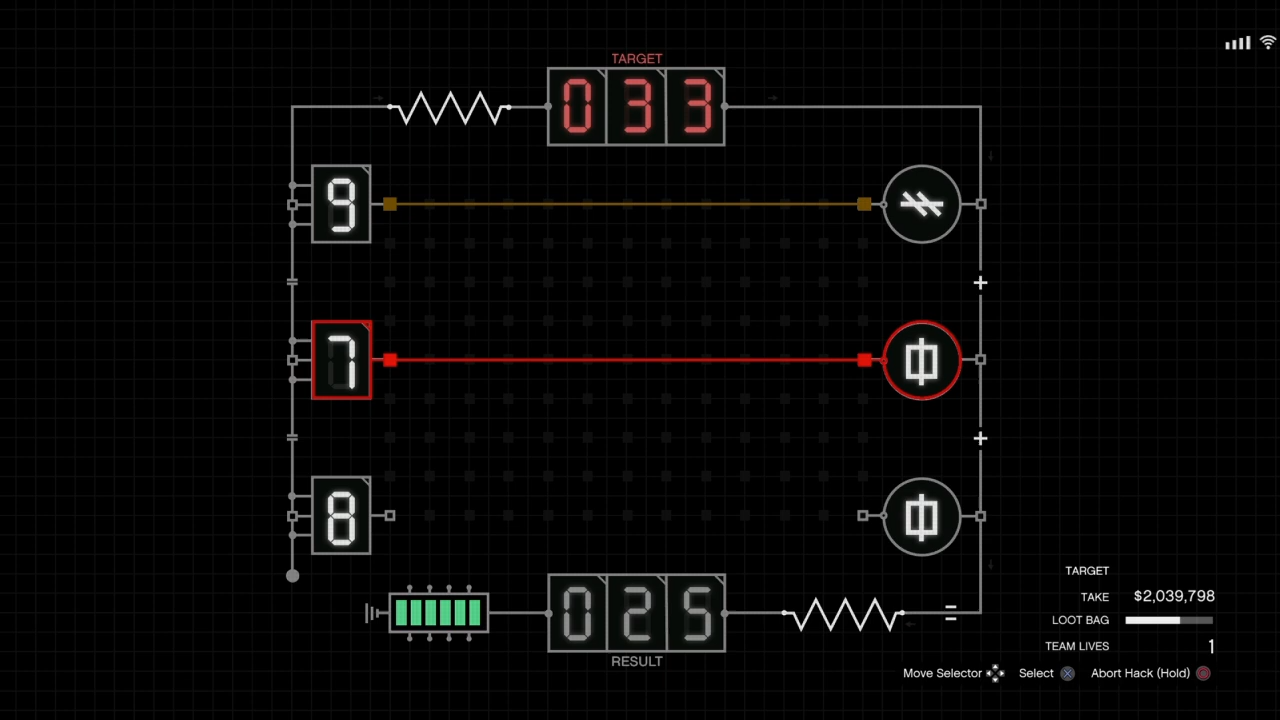 TARGET
033
9
+
7
+
8
=
025
RESULT
TARGET
TAKE $2,039,798
LOOT BAG
TEAM LIVES 1
Move Selector Select Abort Hack (Hold)